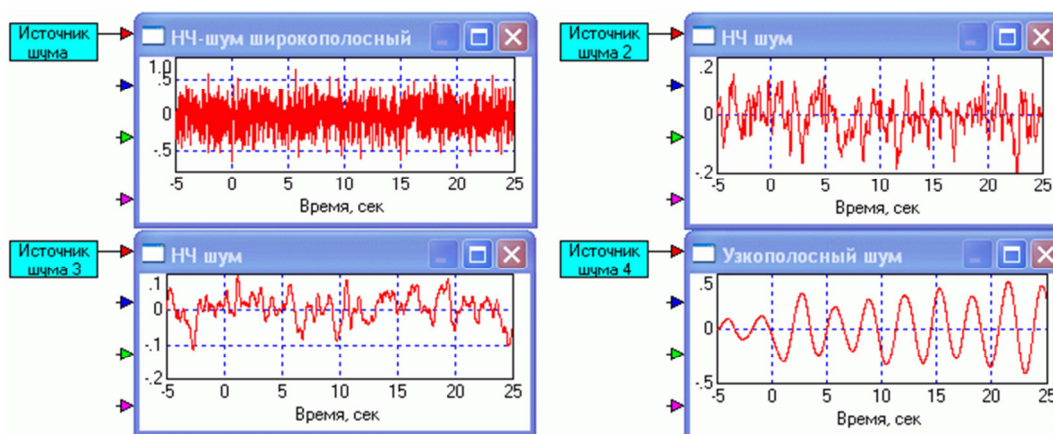 Источник
шума
НЧ-шум широкополосный
1.0
.5
0
-.5
-5
0
5
10
15
20
25
Время, сек
Источник
шума 2
НЧ шум
.2
0
-.2
-5
0
5
10
15
20
25
Время, сек
Источник
шума 3
НЧ шум
.1
0
-.1
-.2
-5
0
5
10
15
20
25
Время, сек
Источник
шума 4
Узкополосный шум
.5
0
-.5
-5
0
5
10
15
20
25
Время, сек